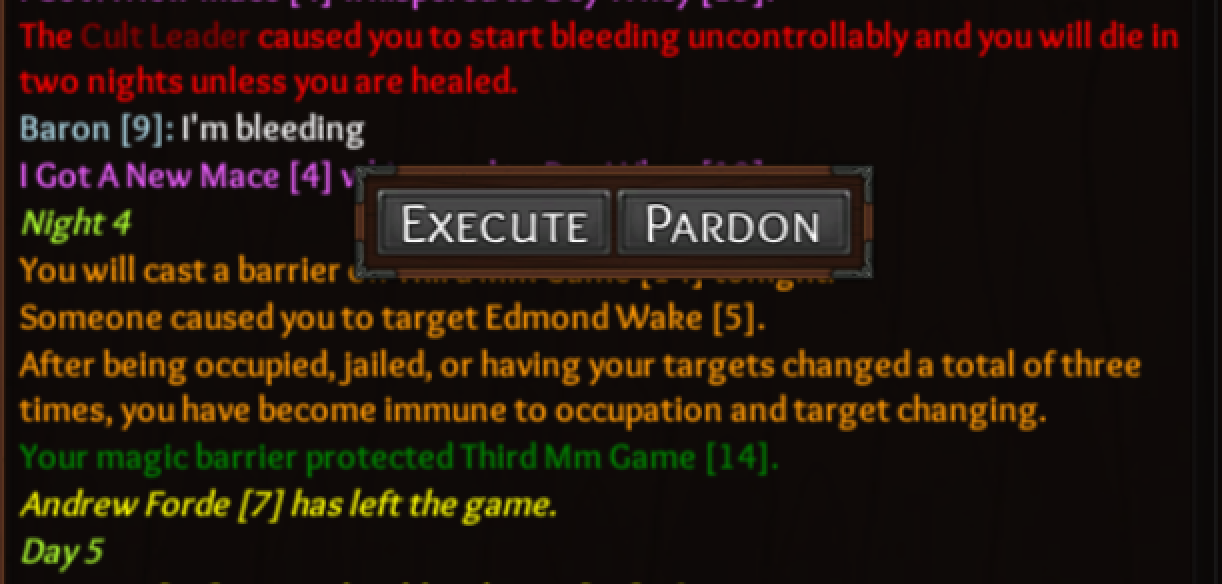 The Cult Leader caused you to start bleeding uncontrollably and you will die in
two nights unless you are healed.
Baron [9]: I'm bleeding
I Got A New Mace [4]
Night 4
EXECUTE PARDON
You will cast a barrier
Someone caused you to target Edmond Wake [5].
After being occupied, jailed, or having your targets changed a total of three
times, you have become immune to occupation and target changing.
Your magic barrier protected Third Mm Game [14].
Andrew Forde [7] has left the game.
Day 5